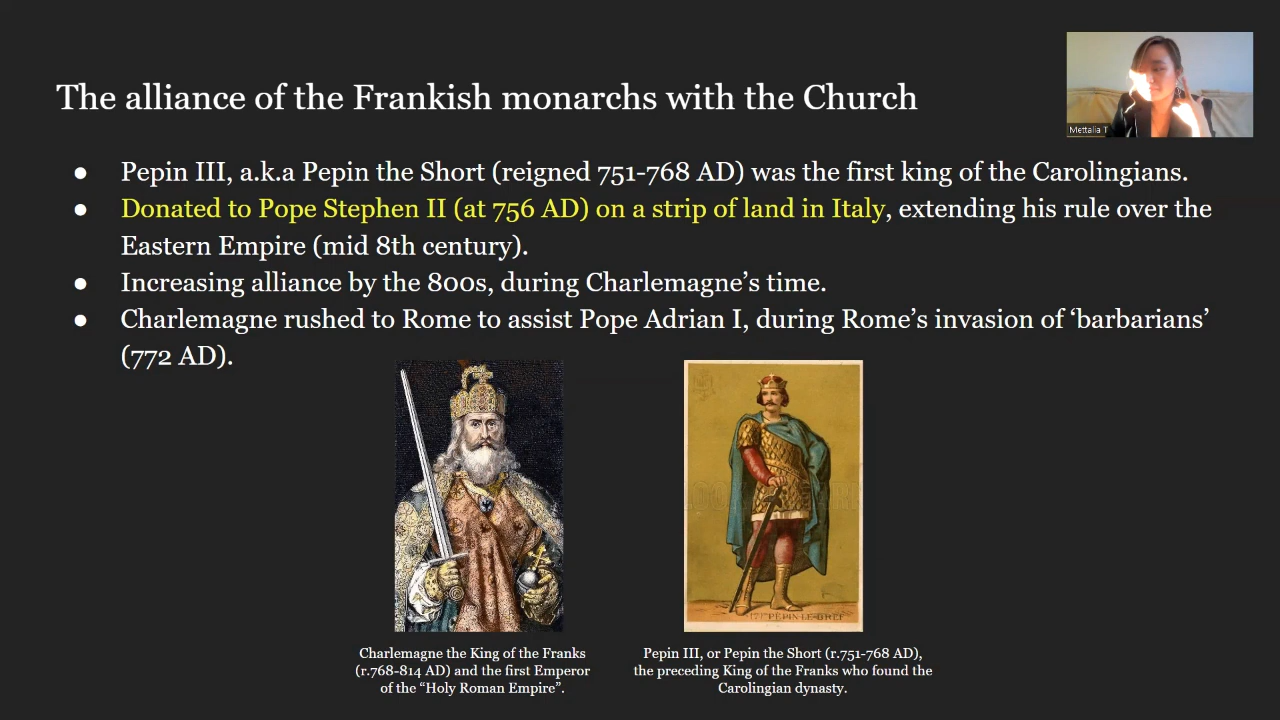 The alliance of the Frankish monarchs with the Church
Mettalia T
● Pepin III, a.k.a Pepin the Short (reigned 751-768 AD) was the first king of the Carolingians.
● Donated to Pope Stephen II (at 756 AD) on a strip of land in Italy, extending his rule over the
Eastern Empire (mid 8th century).
● Increasing alliance by the 800s, during Charlemagne’s time.
● Charlemagne rushed to Rome to assist Pope Adrian I, during Rome’s invasion of ‘barbarians’
(772 AD).
PEPIN-LE-BREF
Charlemagne the King of the Franks
(r.768-814 AD) and the first Emperor
of the “Holy Roman Empire”.
Pepin III, or Pepin the Short (r.751-768 AD),
the preceding King of the Franks who found the
Carolingian dynasty.